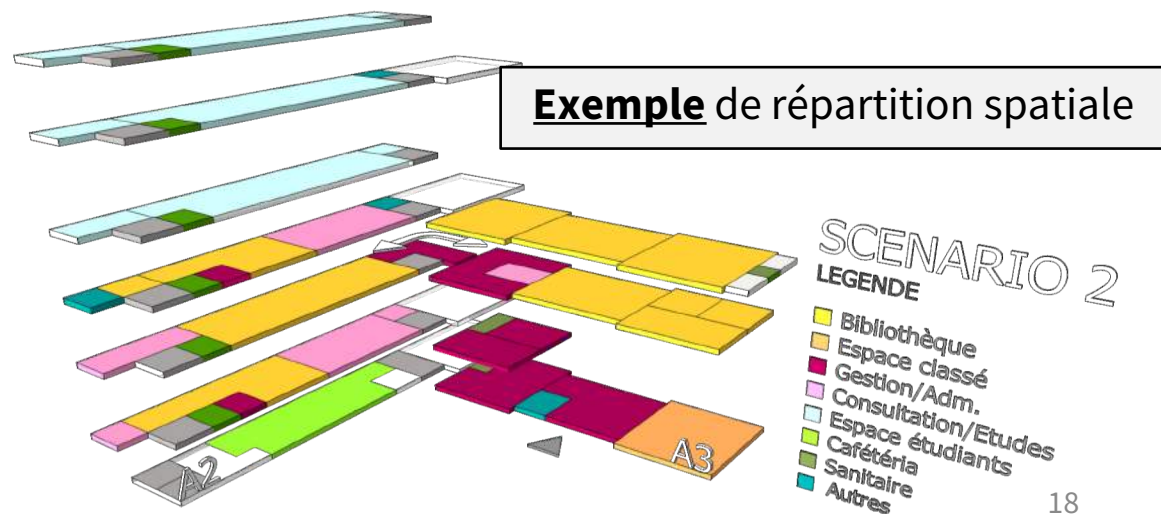 Exemple de répartition spatiale
SCENARIO 2
LEGENDE
Bibliothèque
Espace classé
Gestion/Adm.
Consultation/Etudes
Espace étudiants
Cafétéria
Sanitaire
Autres
A2
A3
18